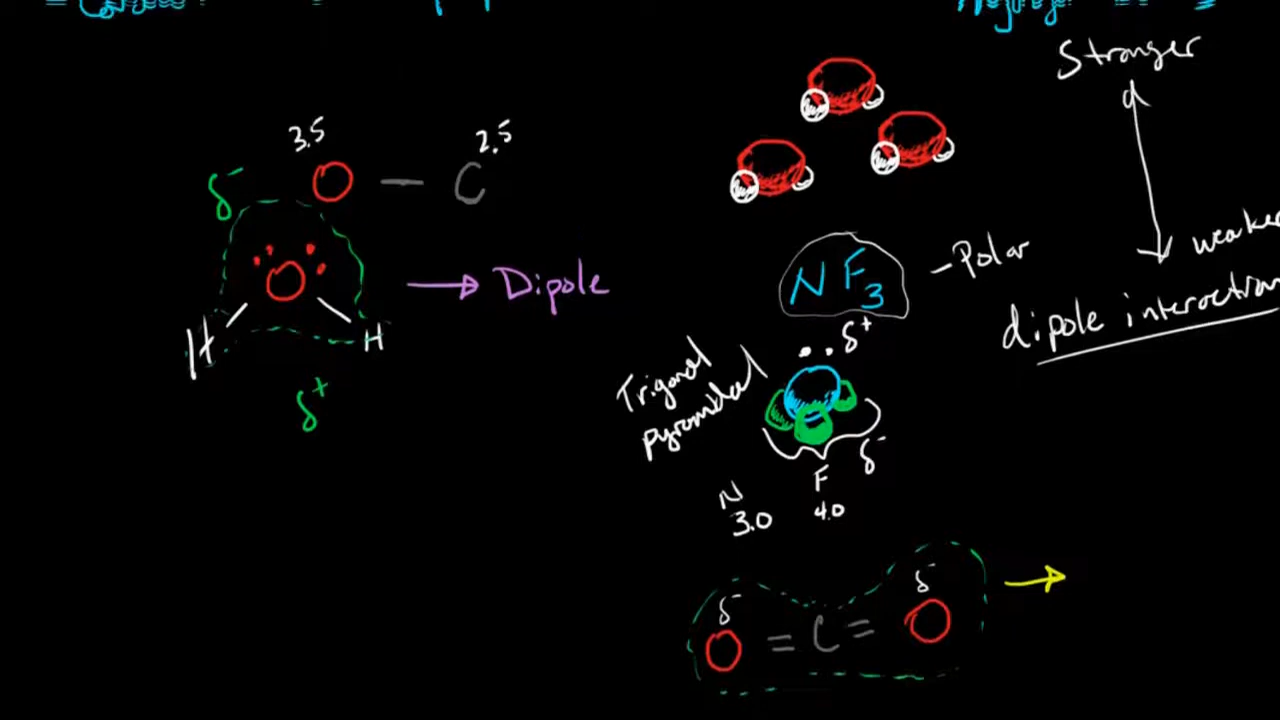 Stronger
3.5
2.5
δ-
O — C
O
H H
Dipole
δ+
NF3
-Polar
weaker
dipole interaction
δ+
Trigonal
pyramidal
δ-
N
3.0
F
4.0
δ-
δ-
O = C = O